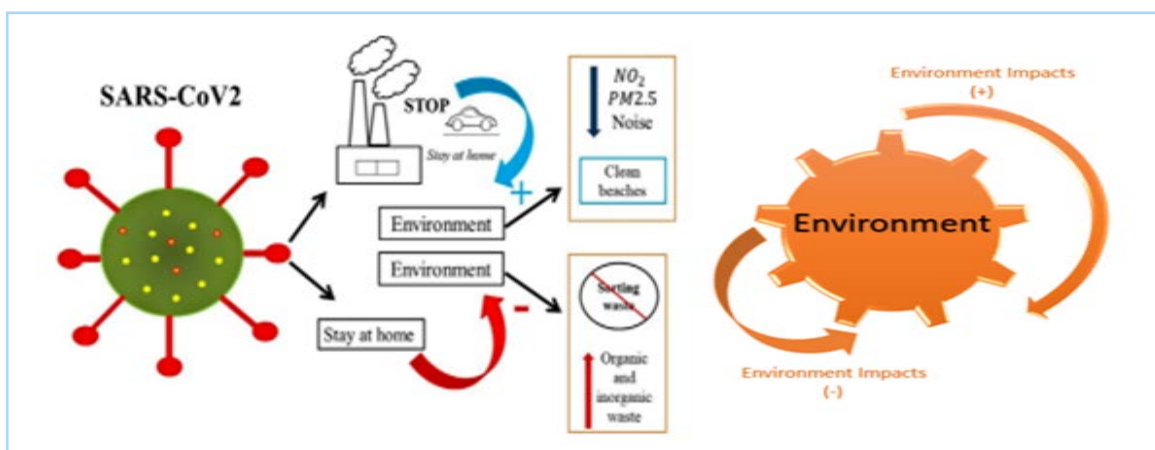 SARS-CoV2
STOP
Stay at home
+
Environment
Environment
-
Stay at home
NO₂
PM2.5
Noise
Clean
beaches
Sorting
waste
Organic
and
inorganic
waste
Environment Impacts
(+)
Environment
Environment Impacts
(-)